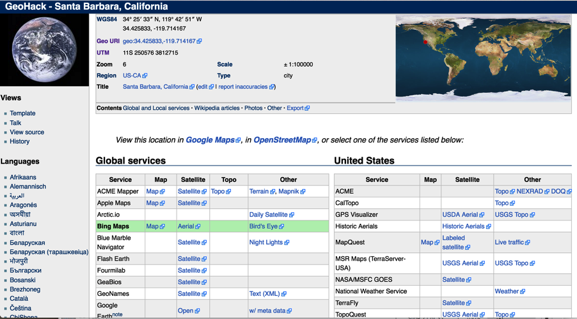 GeoHack - Santa Barbara, California
WGS84 34° 25′ 33″ N, 119° 42′ 51″ W
34.425833, -119.714167
Geo URI geo:34.425833,-119.714167
UTM 11S 250576 3812715
Zoom 6 Scale ± 1:100000
Region US-CA Type city
Title Santa Barbara, California (edit | report inaccuracies)
Contents Global and Local services · Wikipedia articles · Photos · Other · Export
Views
Template
Talk
View source
History
Languages
Afrikaans
Alemannisch
العربية
Aragonés
অসমীয়া
Asturianu
বাংলা
Беларуская
Беларуская (тарашкевіца)
भोजपुरी
Български
Bosanski
Brezhoneg
Català
Čeština
ChiShona
View this location in Google Maps, in OpenStreetMap, or select one of the services listed below:
Global services
Service Map Satellite Topo Other
ACME Mapper Map Satellite Topo Terrain, Mapnik
Apple Maps Map Satellite
Arctic.io Daily Satellite
Bing Maps Map Aerial Bird's Eye
Blue Marble Navigator Satellite Night Lights
Flash Earth Satellite
Fourmilab Satellite
GeaBios Satellite
GeoNames Satellite Text (XML)
Google Earth note Open w/ meta data
United States
Service Map Satellite Other
ACME Topo NEXRAD DOQ
CalTopo Topo
GPS Visualizer USDA Aerial USGS Topo
Historic Aerials Historic Aerials
MapQuest Map Labeled satellite Live traffic
MSR Maps (TerraServer-USA) USGS Aerial USGS Topo
NASA/MSFC GOES Satellite
National Weather Service Weather
TerraFly Satellite
TopoQuest USGS Aerial USGS Topo